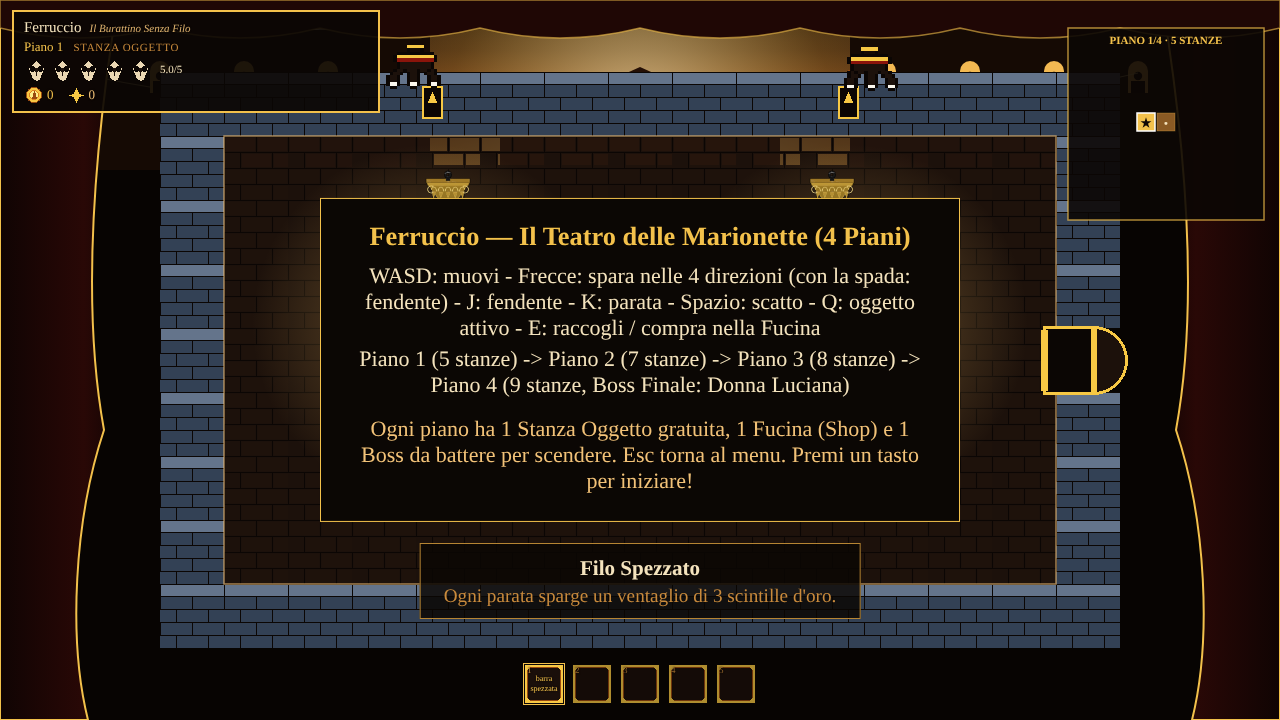 Ferruccio Il Burattino Senza Filo
Piano 1 STANZA OGGETTO
5.0/5
0 0
PIANO 1/4 · 5 STANZE
Ferruccio — Il Teatro delle Marionette (4 Piani)
WASD: muovi - Frecce: spara nelle 4 direzioni (con la spada:
fendente) - J: fendente - K: parata - Spazio: scatto - Q: oggetto
attivo - E: raccogli / compra nella Fucina
Piano 1 (5 stanze) -> Piano 2 (7 stanze) -> Piano 3 (8 stanze) ->
Piano 4 (9 stanze, Boss Finale: Donna Luciana)
Ogni piano ha 1 Stanza Oggetto gratuita, 1 Fucina (Shop) e 1
Boss da battere per scendere. Esc torna al menu. Premi un tasto
per iniziare!
Filo Spezzato
Ogni parata sparge un ventaglio di 3 scintille d'oro.
1 2 3 4 5
barra
spezzata